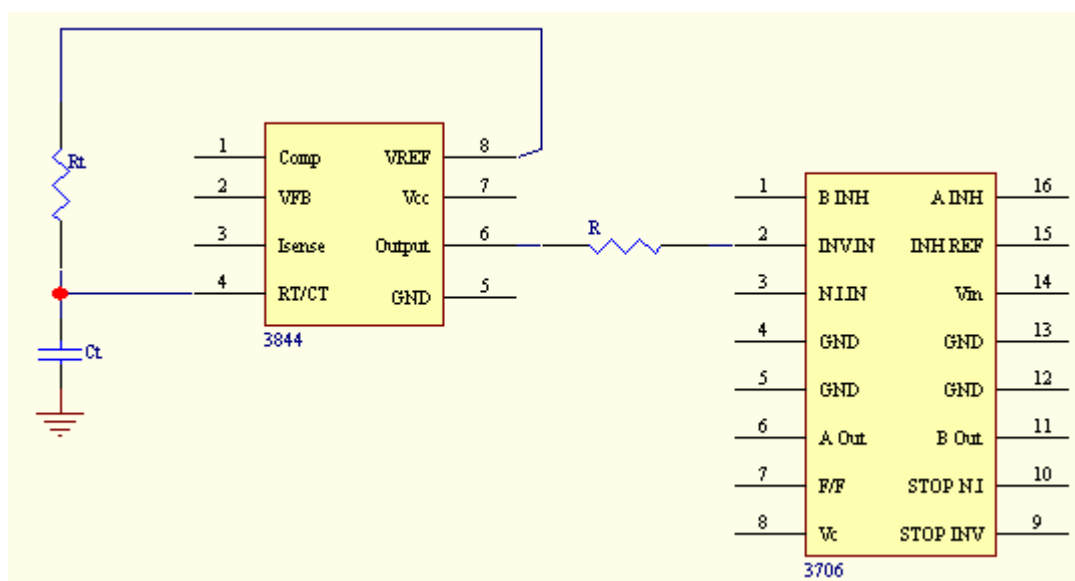 Rt
Ct
1 Comp VREF 8
2 VFB Vcc 7
3 Isense Output 6
4 RT/CT GND 5
3844
R
1 B INH A INH 16
2 INV.IN INH REF 15
3 N.I.IN Vin 14
4 GND GND 13
5 GND GND 12
6 A Out B Out 11
7 F/F STOP N.I 10
8 Vc STOP INV 9
3706